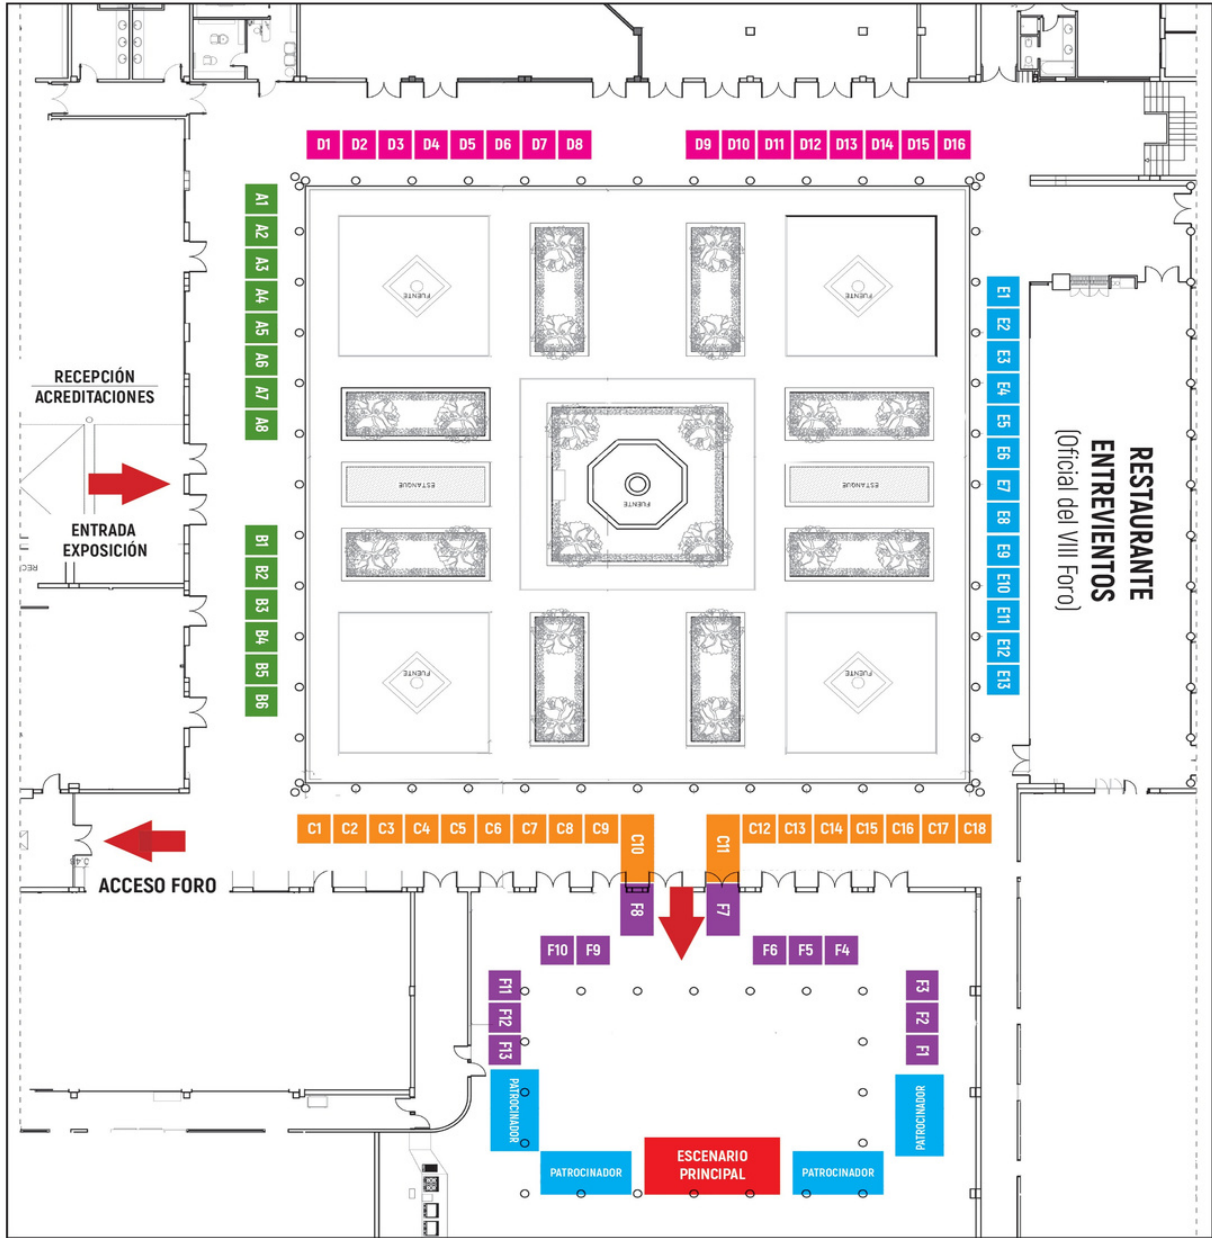 D1 D2 D3 D4 D5 D6 D7 D8 D9 D10 D11 D12 D13 D14 D15 D16
A1
A2
A3
A4
A5
A6
A7
A8
FUENTE
FUENTE
E1
E2
E3
E4
E5
E6
E7
E8
E9
E10
E11
E12
E13
RECEPCIÓN
ACREDITACIONES
ENTRADA
EXPOSICIÓN
ESTANQUE
FUENTE
ESTANQUE
RESTAURANTE
ENTREVIENTOS
(Oficial del VIII Foro)
B1
B2
B3
B4
B5
B6
FUENTE
FUENTE
C1 C2 C3 C4 C5 C6 C7 C8 C9 C10 C11 C12 C13 C14 C15 C16 C17 C18
ACCESO FORO
F8 F7
F10 F9 F6 F5 F4
F11 F3
F12 F2
F13 F1
PATROCINADOR
PATROCINADOR
PATROCINADOR
ESCENARIO
PRINCIPAL
PATROCINADOR